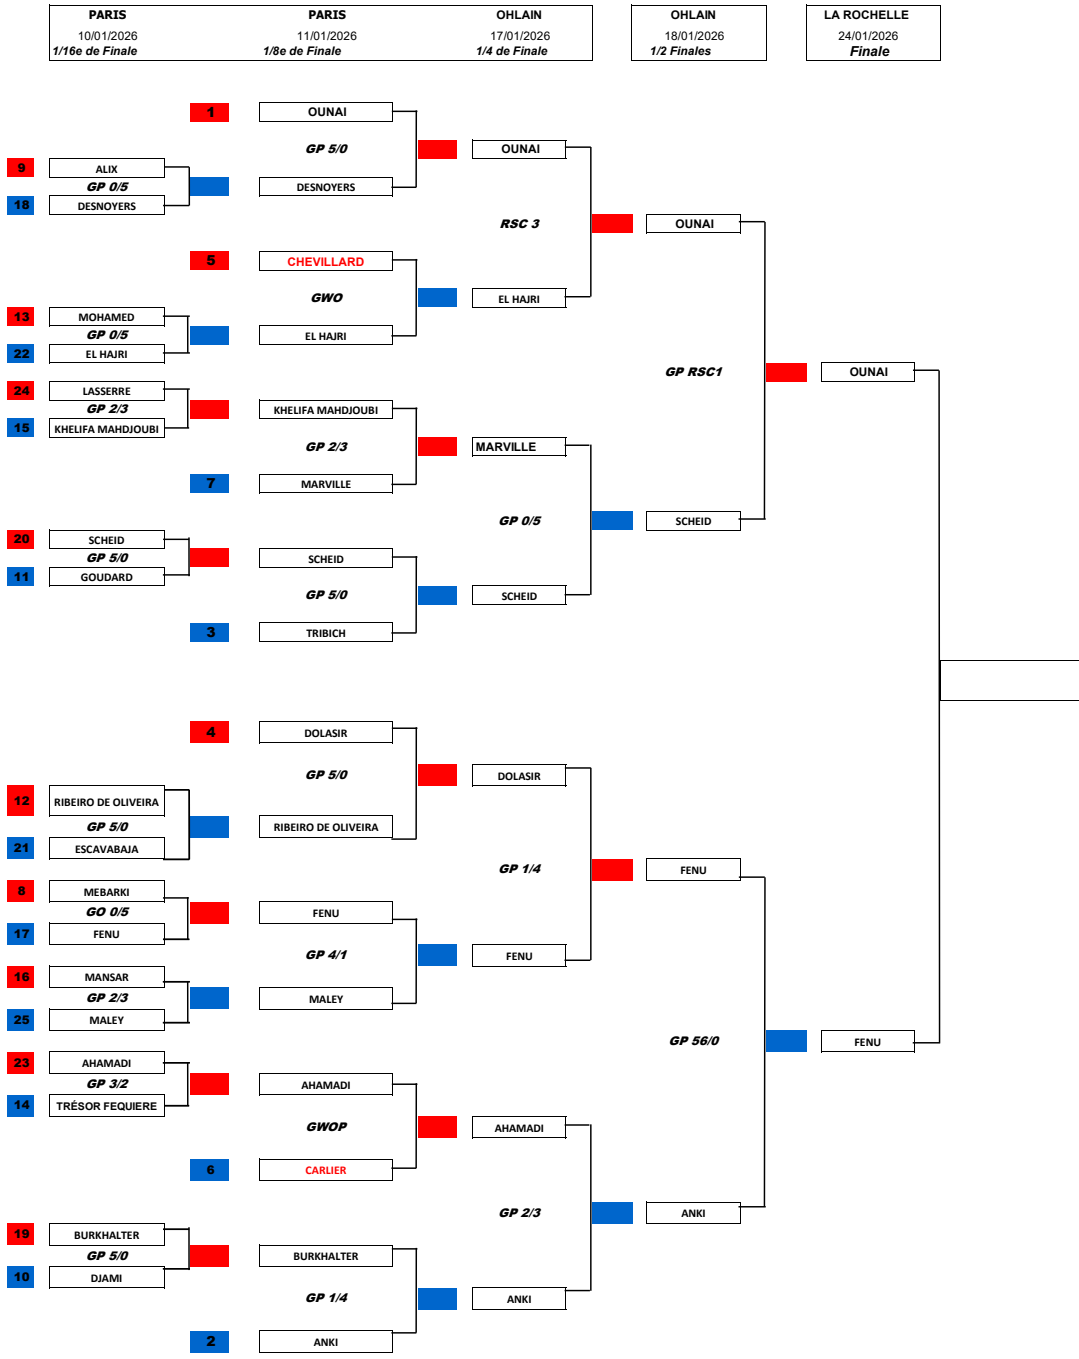 PARIS PARIS OHLAIN OHLAIN LA ROCHELLE
10/01/2026 11/01/2026 17/01/2026 18/01/2026 24/01/2026
1/16e de Finale 1/8e de Finale 1/4 de Finale 1/2 Finales Finale
1 OUNAI
GP 5/0 OUNAI
9 ALIX
GP 0/5 DESNOYERS
18 DESNOYERS
RSC 3 OUNAI
5 CHEVILLARD
GWO EL HAJRI
13 MOHAMED
GP 0/5 EL HAJRI
22 EL HAJRI
GP RSC1 OUNAI
24 LASSERRE
GP 2/3 KHELIFA MAHDJOUBI
15 KHELIFA MAHDJOUBI
GP 2/3 MARVILLE
7 MARVILLE
GP 0/5 SCHEID
20 SCHEID
GP 5/0 SCHEID
11 GOUDARD
GP 5/0 SCHEID
3 TRIBICH
4 DOLASIR
GP 5/0 DOLASIR
12 RIBEIRO DE OLIVEIRA
GP 5/0 RIBEIRO DE OLIVEIRA
21 ESCAVABAJA
GP 1/4 FENU
8 MEBARKI
GO 0/5 FENU
17 FENU
GP 4/1 FENU
16 MANSAR
GP 2/3 MALEY
25 MALEY
GP 56/0 FENU
23 AHAMADI
GP 3/2 AHAMADI
14 TRÉSOR FEQUIERE
GWOP AHAMADI
6 CARLIER
GP 2/3 ANKI
19 BURKHALTER
GP 5/0 BURKHALTER
10 DJAMI
GP 1/4 ANKI
2 ANKI